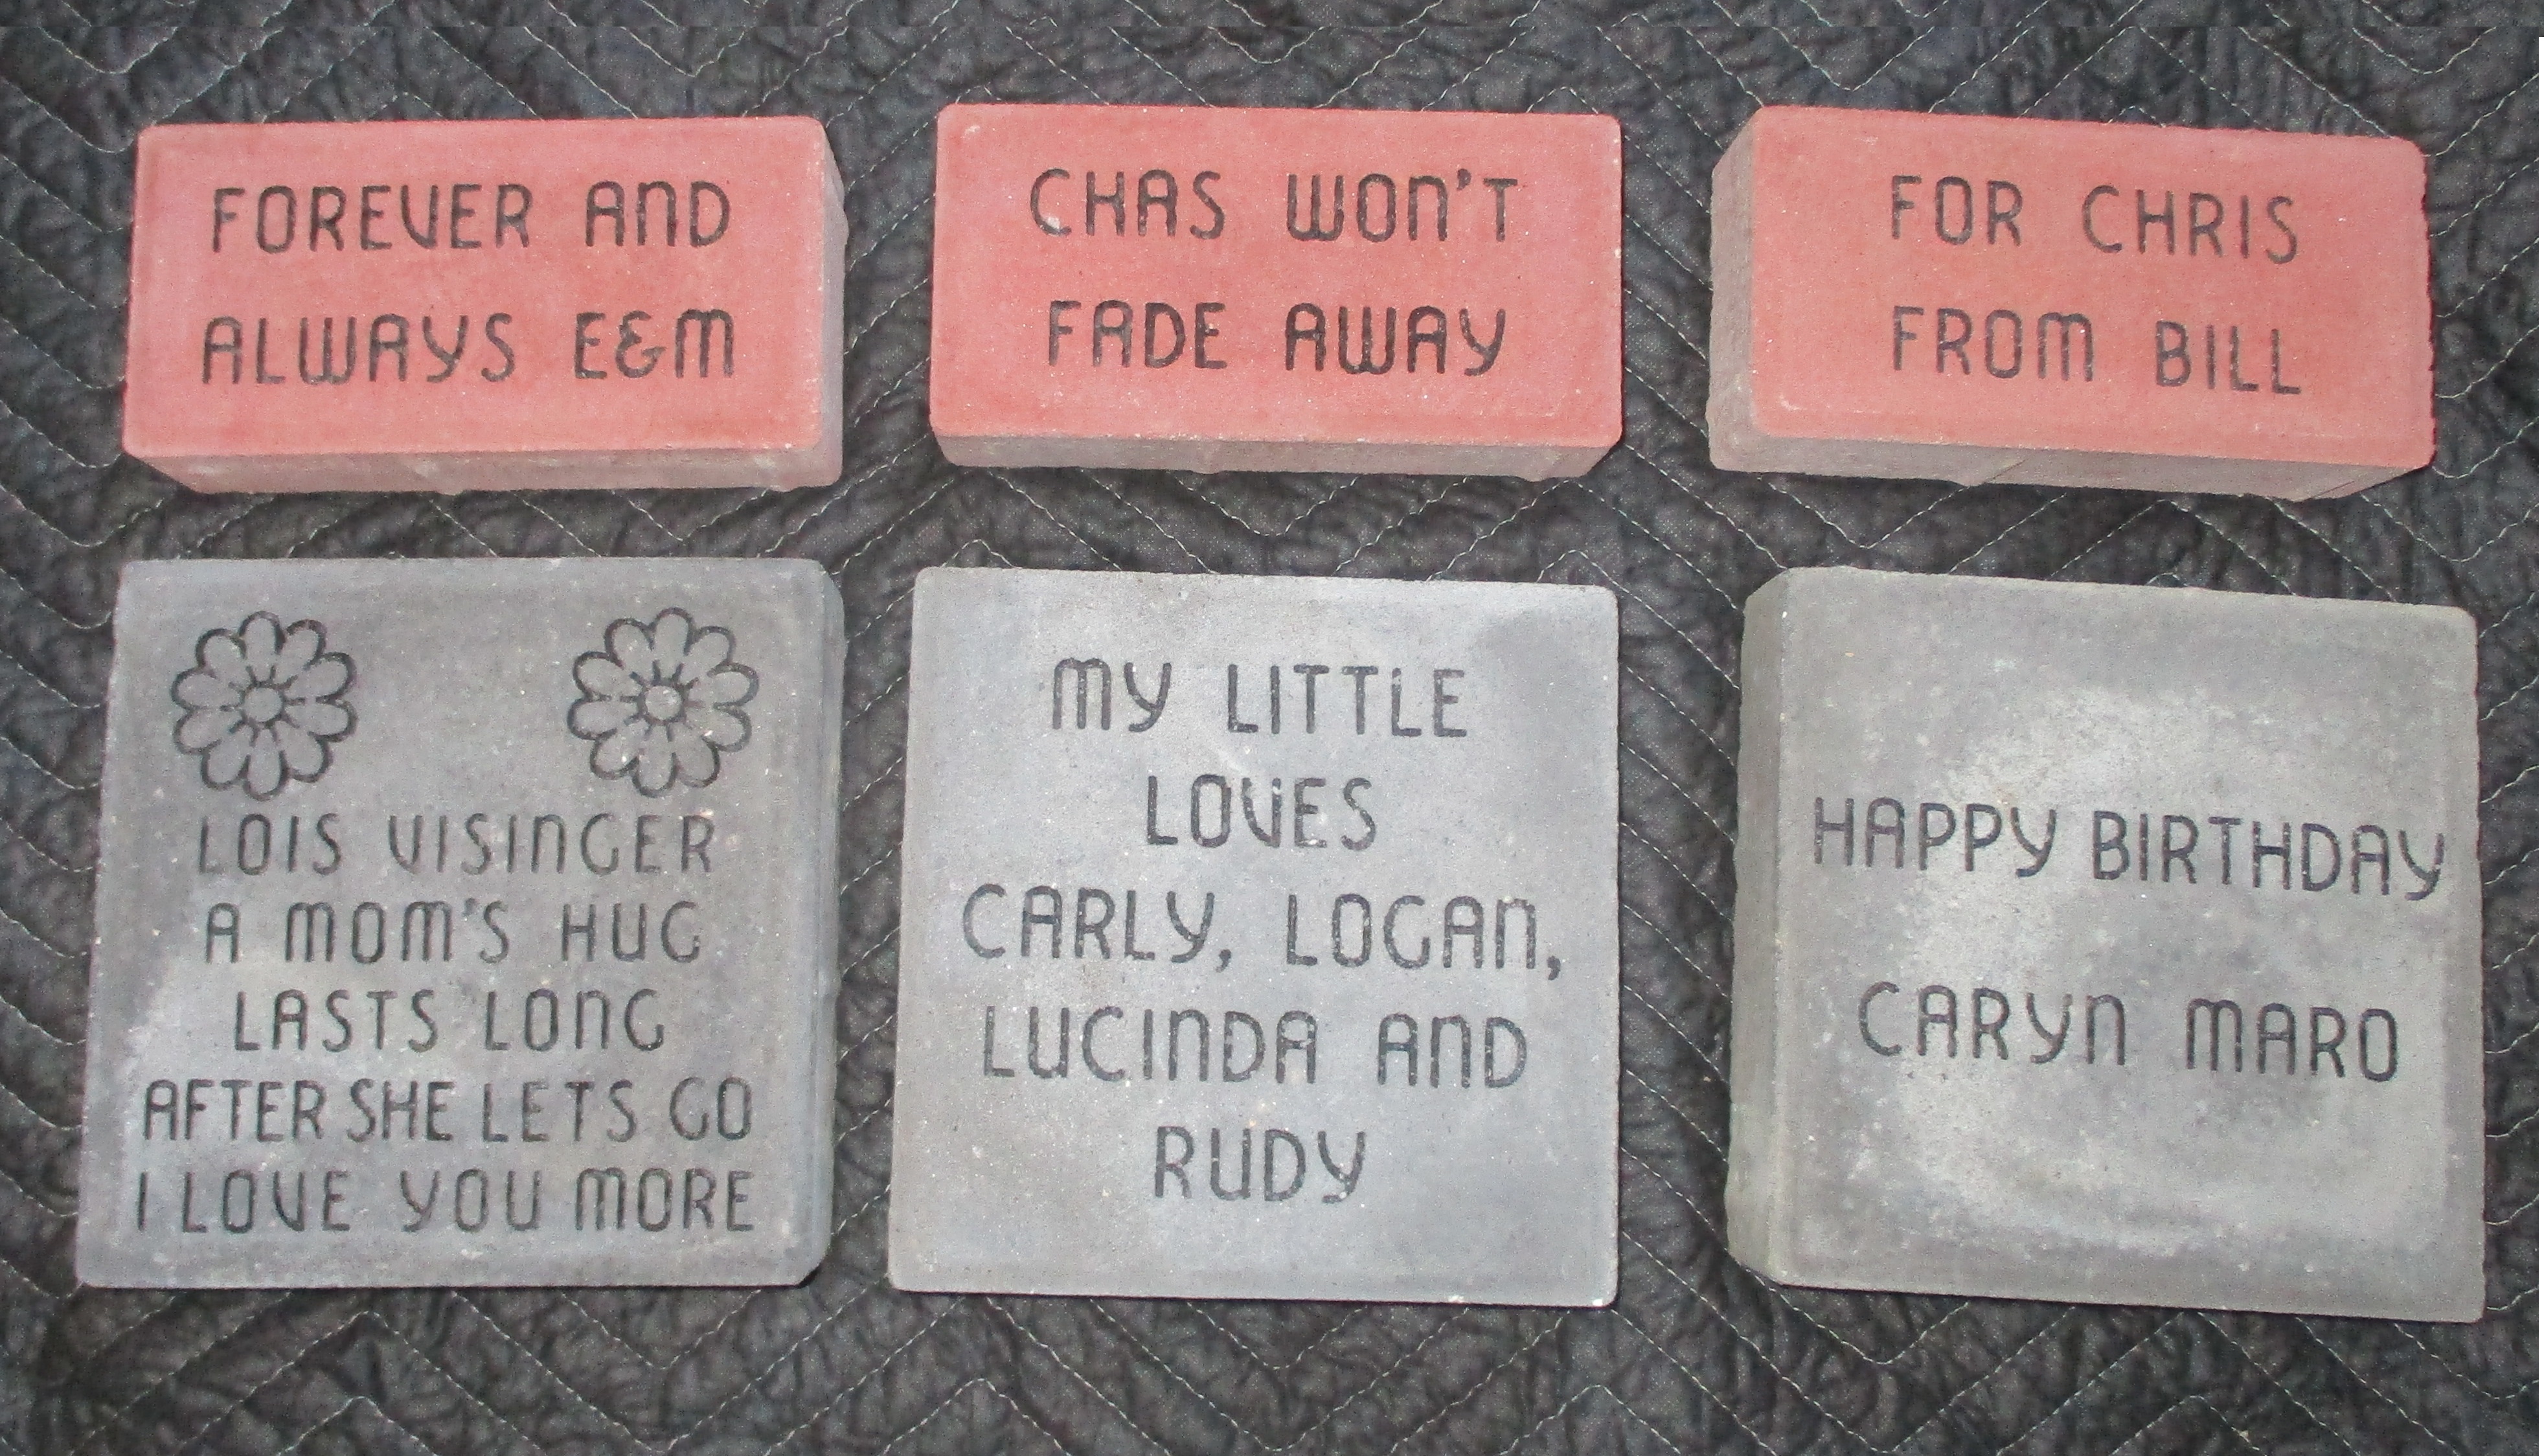 FOREVER AND
ALWAYS E&M
CHAS WON'T
FADE AWAY
FOR CHRIS
FROM BILL
LOIS VISINGER
A MOM'S HUG
LASTS LONG
AFTER SHE LETS GO
I LOVE YOU MORE
MY LITTLE
LOVES
CARLY, LOGAN,
LUCINDA AND
RUDY
HAPPY BIRTHDAY
CARYN MARO